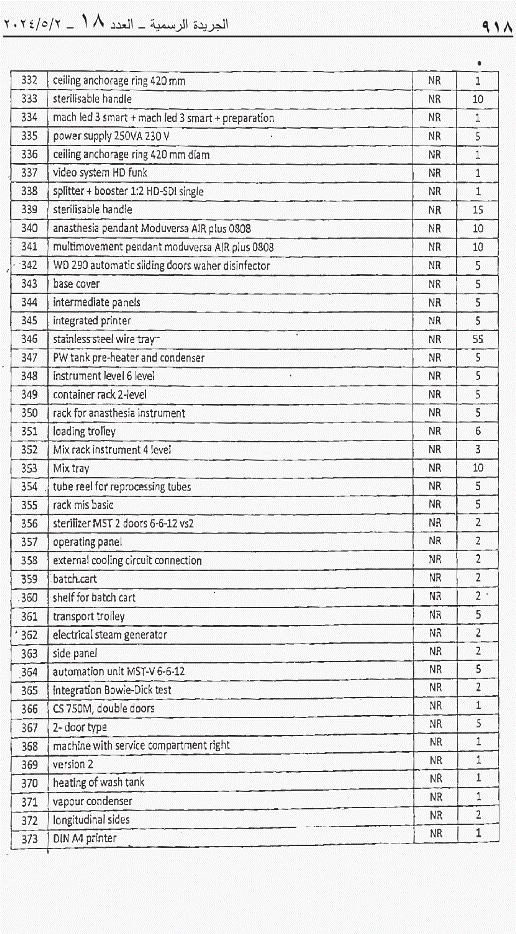 ٩١٨ الجريدة الرسمية – العدد ١٨ – ٢٠٢٤/٥/٢
332 ceiling anchorage ring 420 mm NR 1
333 sterilisable handle NR 10
334 mach led 3 smart + mach led 3 smart + preparation NR 1
335 power supply 250VA 230 V NR 5
336 ceiling anchorage ring 420 mm diam NR 1
337 video system HD funk NR 1
338 splitter + booster 1:2 HD-SDI single NR 1
339 sterilisable handle NR 15
340 anasthesia pendant Moduversa AIR plus 0808 NR 10
341 multimovement pendant moduversa AIR plus 0808 NR 10
342 WD 290 automatic sliding doors waher disinfector NR 5
343 base cover NR 5
344 intermediate panels NR 5
345 integrated printer NR 5
346 stainless steel wire tray NR 55
347 PW tank pre-heater and condenser NR 5
348 instrument level 6 level NR 5
349 container rack 2-level NR 5
350 rack for anasthesia instrument NR 5
351 loading trolley NR 6
352 Mix rack instrument 4 level NR 3
353 Mix tray NR 10
354 tube reel for reprocessing tubes NR 5
355 rack mis basic NR 5
356 sterilizer MST 2 doors 6-6-12 vs2 NR 2
357 operating panel NR 2
358 external cooling circuit connection NR 2
359 batch.cart NR 2
360 shelf for batch cart NR 2
361 transport trolley NR 5
362 electrical steam generator NR 2
363 side panel NR 2
364 automation unit MST-V 6-6-12 NR 5
365 integration Bowie-Dick test NR 2
366 CS 750M, double doors NR 1
367 2- door type NR 5
368 machine with service compartment right NR 1
369 version 2 NR 1
370 heating of wash tank NR 1
371 vapour condenser NR 1
372 longitudinal sides NR 2
373 DIN A4 printer NR 1